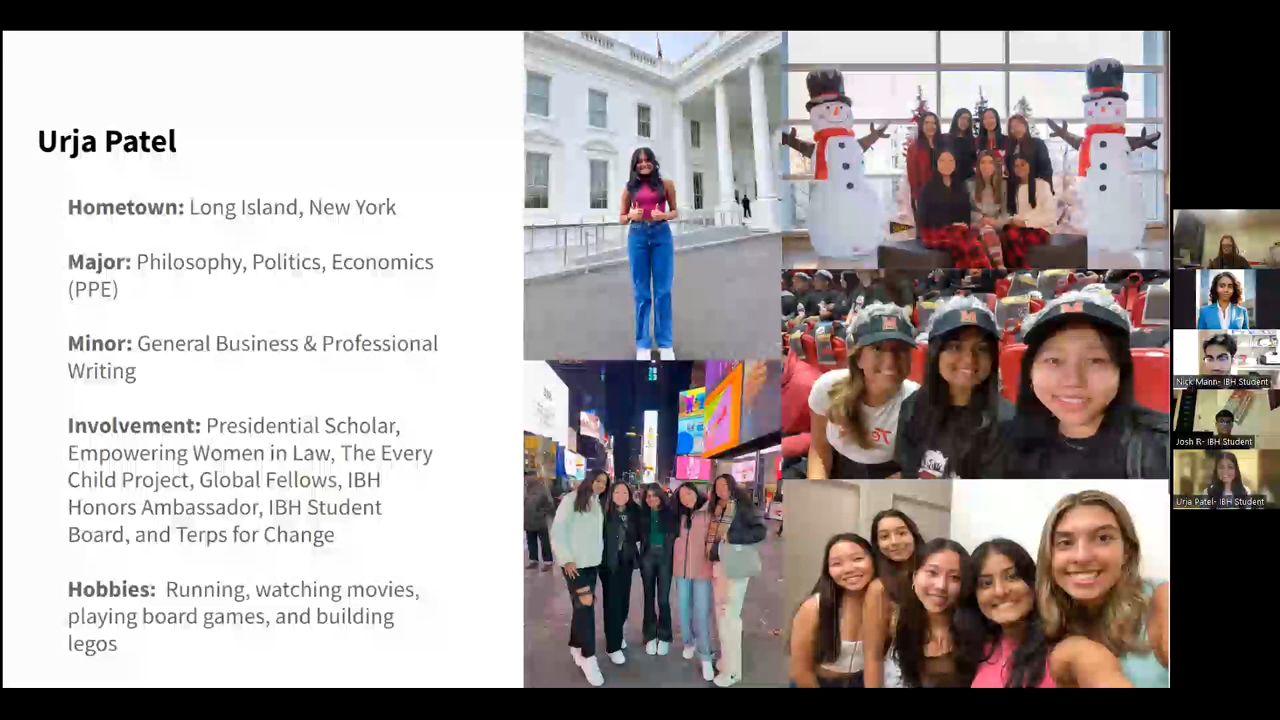 Urja Patel
Hometown: Long Island, New York
Major: Philosophy, Politics, Economics
(PPE)
Minor: General Business & Professional
Writing
Involvement: Presidential Scholar,
Empowering Women in Law, The Every
Child Project, Global Fellows, IBH
Honors Ambassador, IBH Student
Board, and Terps for Change
Hobbies: Running, watching movies,
playing board games, and building
legos
M
M
M
Nick Mann- IBH Student
Josh R- IBH Student
Urja Patel- IBH Student